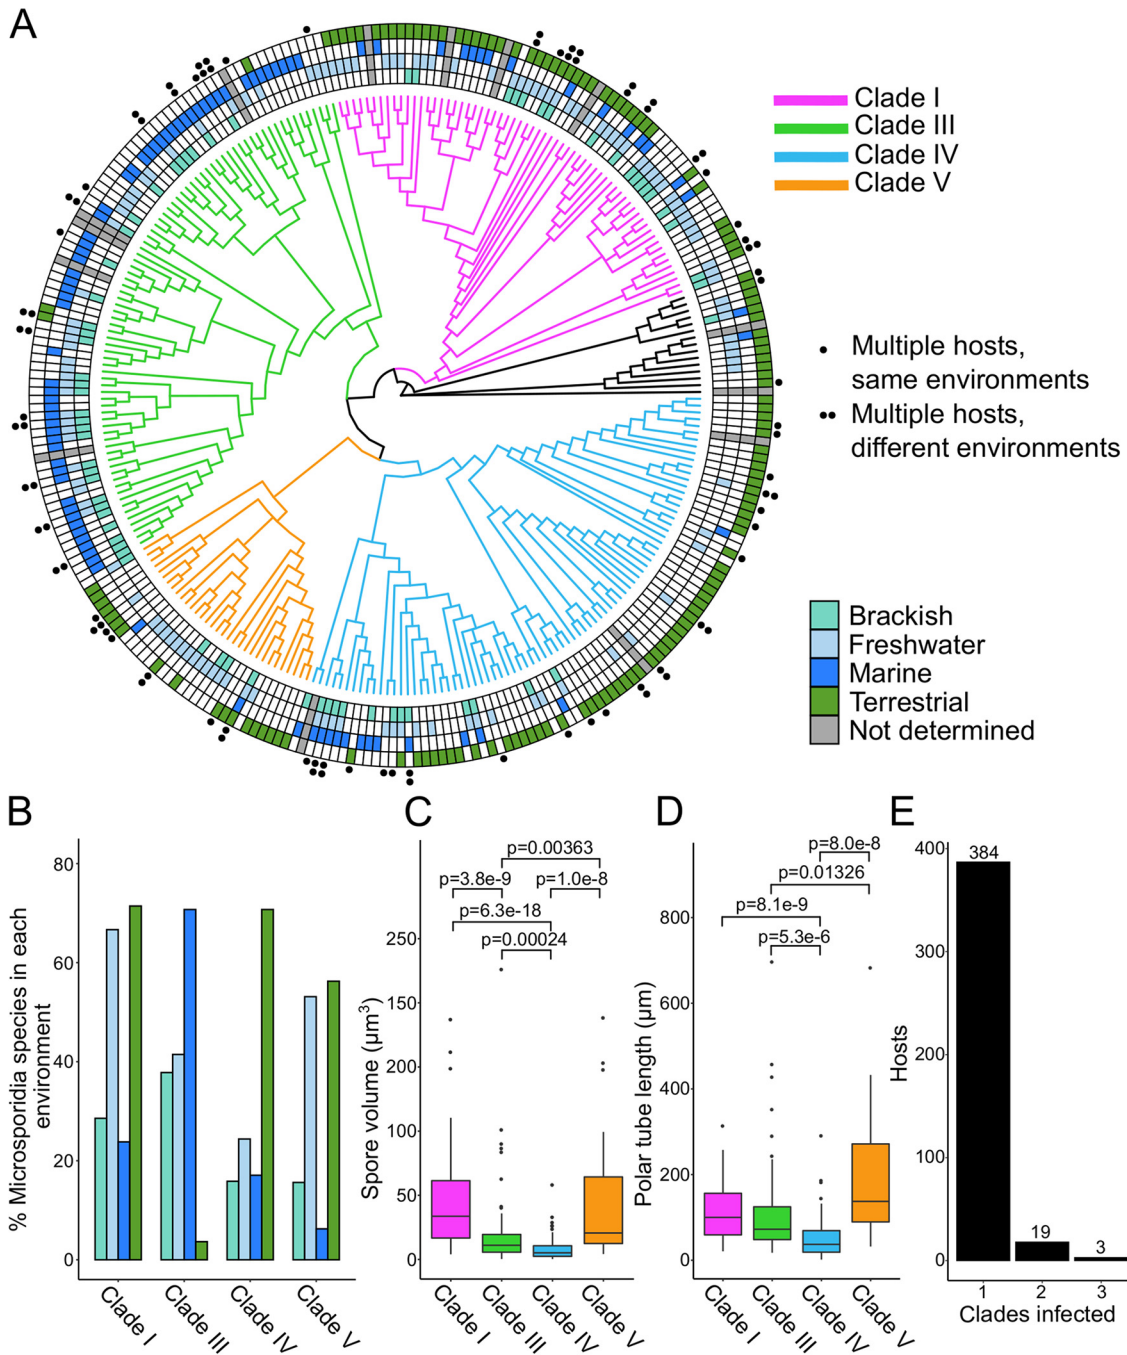 A
Clade I
Clade III
Clade IV
Clade V
Multiple hosts,
same environments
Multiple hosts,
different environments
Brackish
Freshwater
Marine
Terrestrial
Not determined
B
% Microsporidia species in each
environment
80
60
40
20
0
Clade I
Clade III
Clade IV
Clade V
C
p=0.00363
p=3.8e-9
p=1.0e-8
p=6.3e-18
p=0.00024
Spore volume (µm³)
250
150
200
100
50
0
Clade I
Clade III
Clade IV
Clade V
D
p=8.0e-8
p=0.01326
p=8.1e-9
p=5.3e-6
Polar tube length (µm)
800
600
400
200
0
Clade I
Clade III
Clade IV
Clade V
E
Hosts
400
300
200
100
0
384
19
3
1
2
3
Clades infected